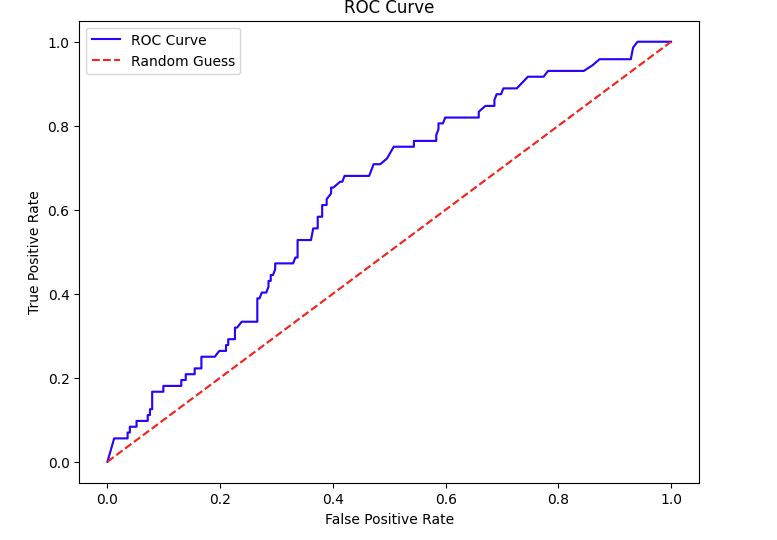 ROC Curve
ROC Curve
Random Guess
1.0
0.8
0.6
0.4
0.2
0.0
True Positive Rate
0.0 0.2 0.4 0.6 0.8 1.0
False Positive Rate